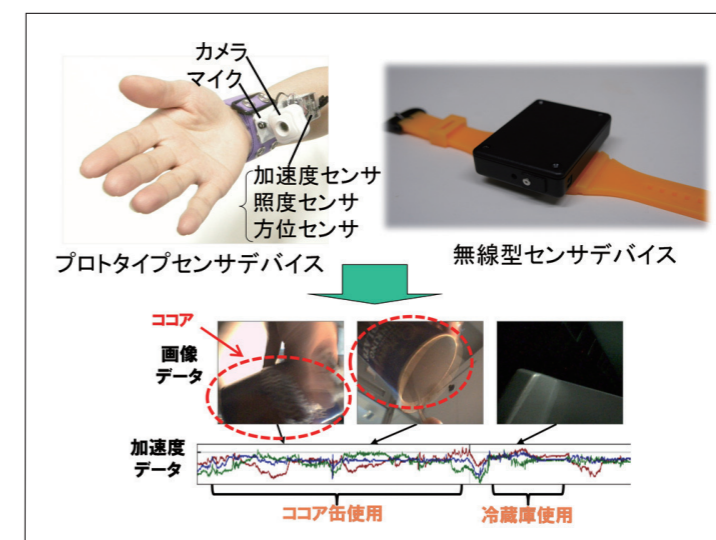 カメラ
マイク
加速度センサ
照度センサ
方位センサ
プロトタイプセンサデバイス
無線型センサデバイス
ココア
画像
データ
加速度
データ
ココア缶使用
冷蔵庫使用